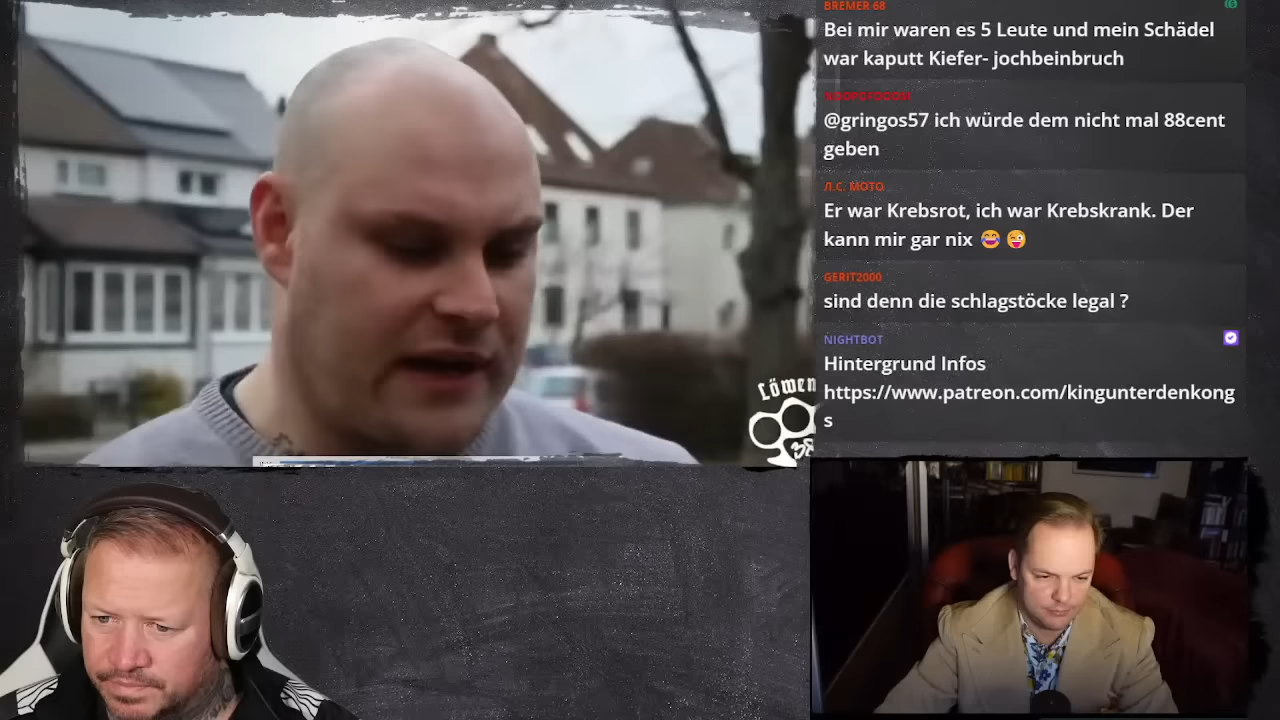 BREMER 68
Bei mir waren es 5 Leute und mein Schädel
war kaputt Kiefer- jochbeinbruch
@gringos57 ich würde dem nicht mal 88cent
geben
Л.С. МОТО
Er war Krebsrot, ich war Krebskrank. Der
kann mir gar nix 😂 😜
GERIT2000
sind denn die schlagstöcke legal ?
NIGHTBOT
Hintergrund Infos
https://www.patreon.com/kingunterdenkong
s
Löwen